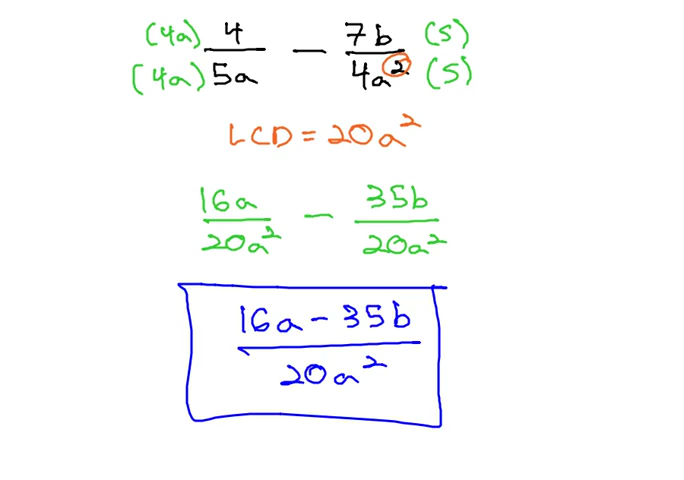 (4a) 4/5a (4a) − 7b/4a² (5) (5)
LCD = 20a²
16a/20a² − 35b/20a²
16a − 35b
20a²